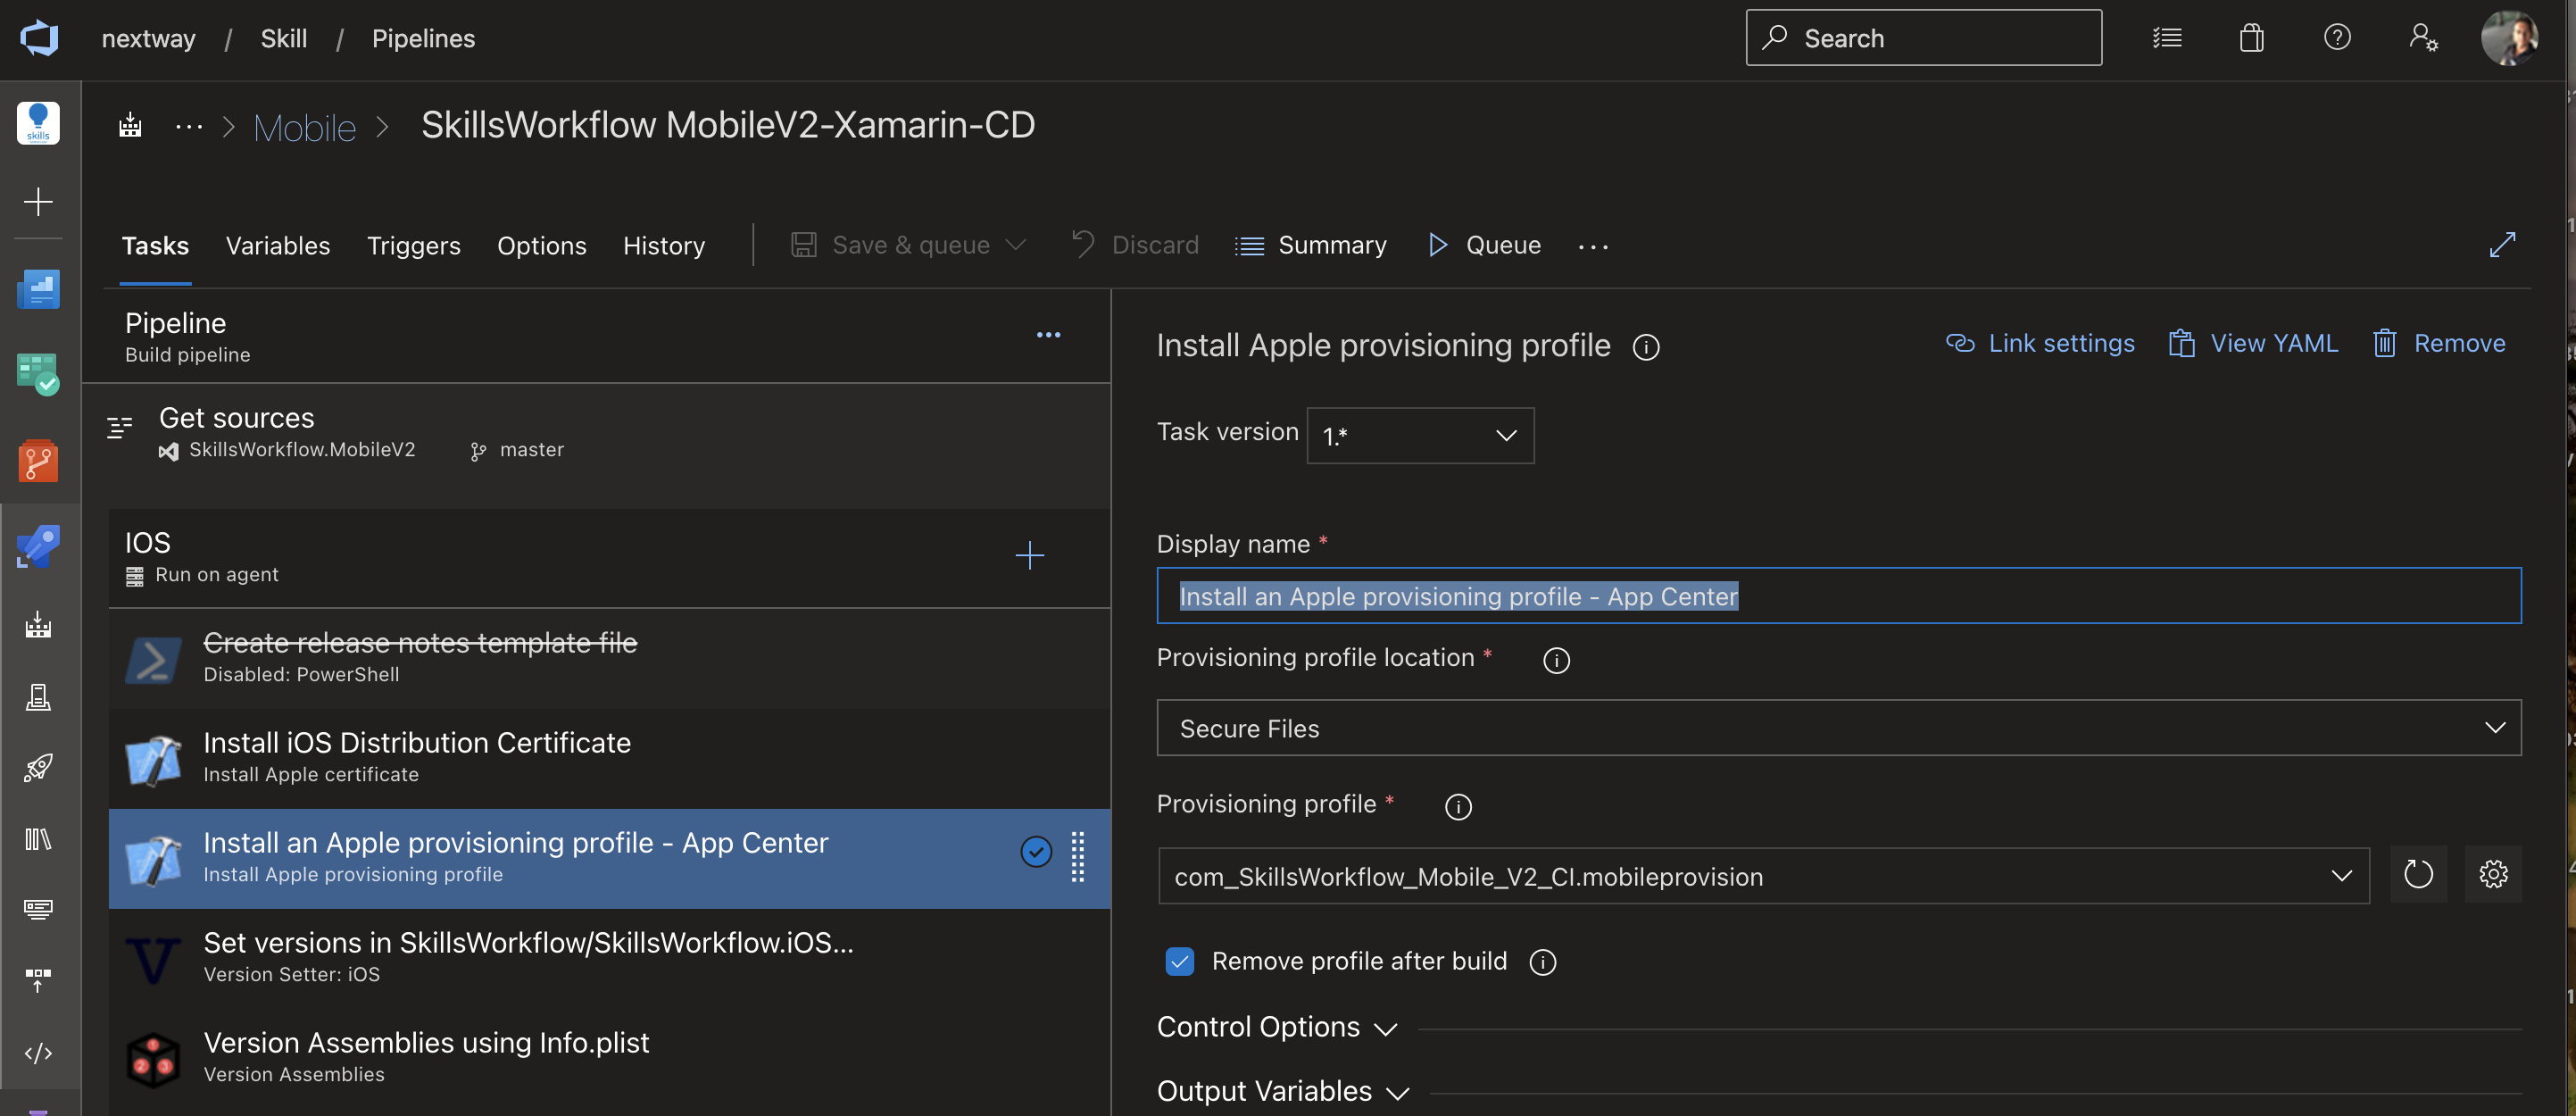 nextway / Skill / Pipelines
Search
skills
... > Mobile > SkillsWorkflow MobileV2-Xamarin-CD
Tasks Variables Triggers Options History Save & queue Discard Summary Queue ...
Pipeline
Build pipeline
Get sources
SkillsWorkflow.MobileV2 master
IOS
Run on agent
Create release notes template file
Disabled: PowerShell
Install iOS Distribution Certificate
Install Apple certificate
Install an Apple provisioning profile - App Center
Install Apple provisioning profile
Set versions in SkillsWorkflow/SkillsWorkflow.iOS...
Version Setter: iOS
Version Assemblies using Info.plist
Version Assemblies
Install Apple provisioning profile
Link settings View YAML Remove
Task version 1.*
Display name *
Install an Apple provisioning profile - App Center
Provisioning profile location *
Secure Files
Provisioning profile *
com_SkillsWorkflow_Mobile_V2_CI.mobileprovision
Remove profile after build
Control Options
Output Variables